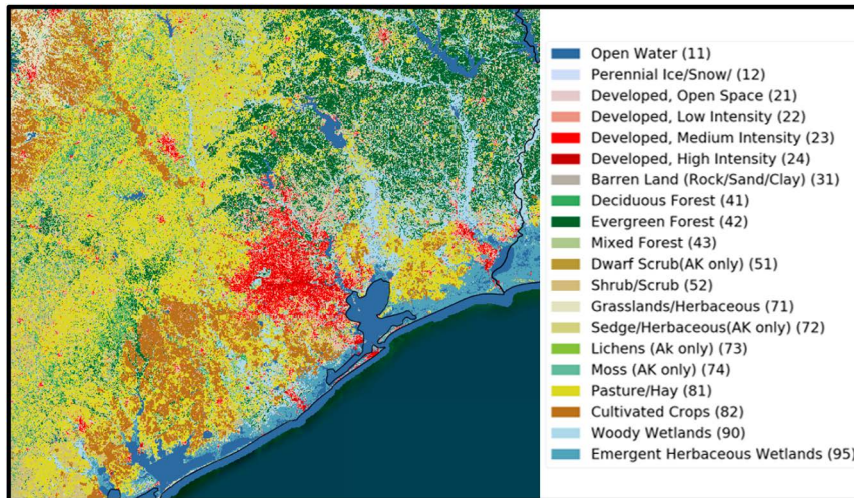 Open Water (11)
Perennial Ice/Snow/ (12)
Developed, Open Space (21)
Developed, Low Intensity (22)
Developed, Medium Intensity (23)
Developed, High Intensity (24)
Barren Land (Rock/Sand/Clay) (31)
Deciduous Forest (41)
Evergreen Forest (42)
Mixed Forest (43)
Dwarf Scrub(AK only) (51)
Shrub/Scrub (52)
Grasslands/Herbaceous (71)
Sedge/Herbaceous(AK only) (72)
Lichens (Ak only) (73)
Moss (AK only) (74)
Pasture/Hay (81)
Cultivated Crops (82)
Woody Wetlands (90)
Emergent Herbaceous Wetlands (95)